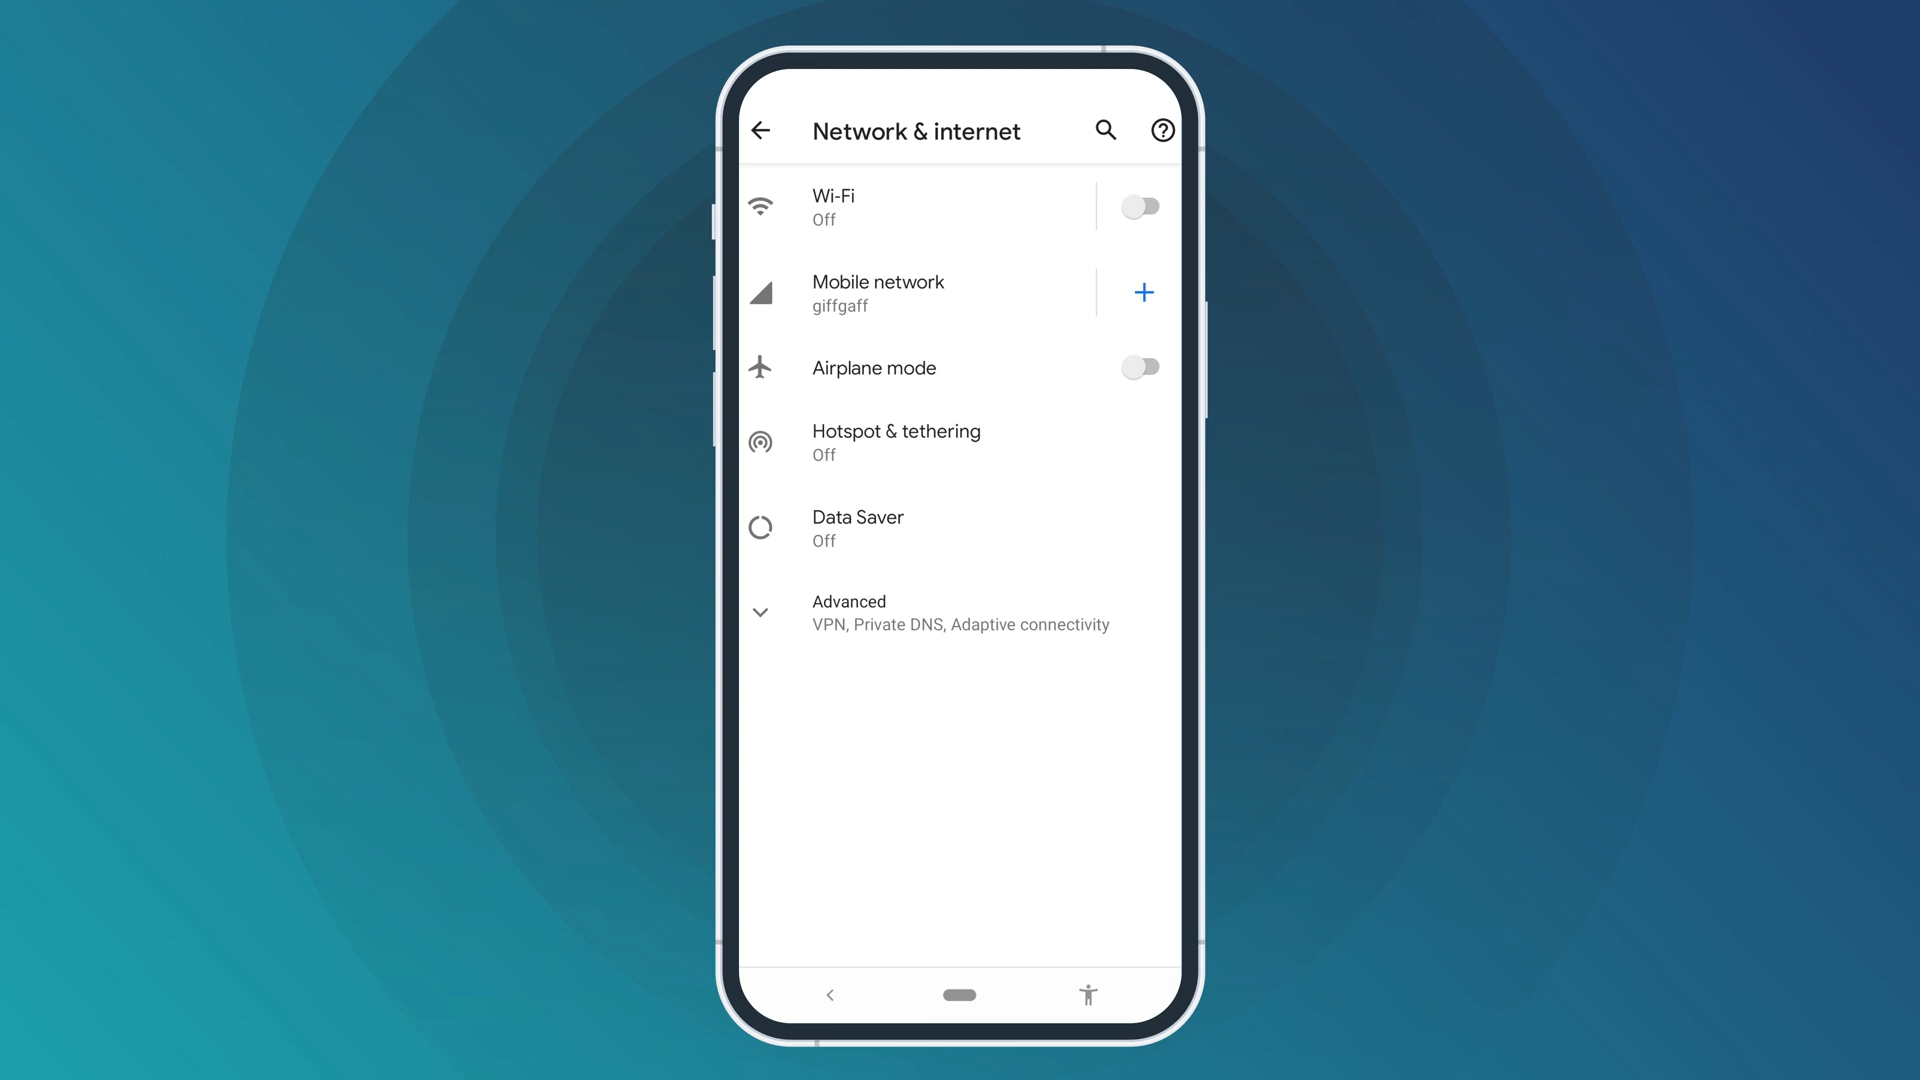 Network & internet
Wi-Fi
Off
Mobile network
giffgaff
Airplane mode
Hotspot & tethering
Off
Data Saver
Off
Advanced
VPN, Private DNS, Adaptive connectivity